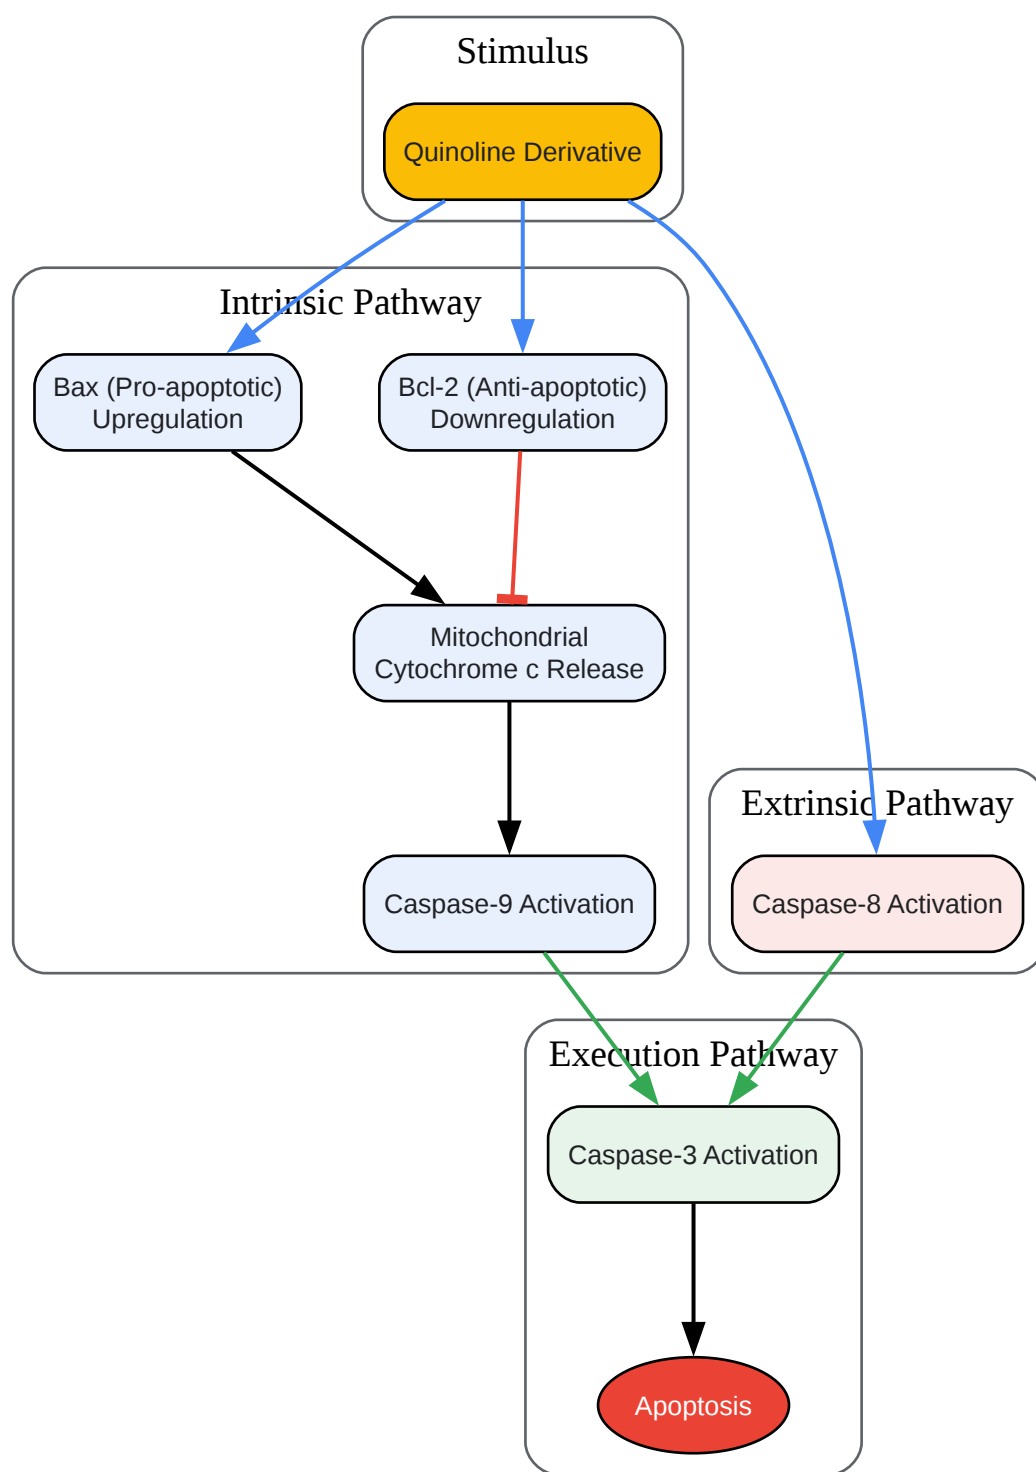 Stimulus
Quinoline Derivative
Intrinsic Pathway
Bax (Pro-apoptotic)
Upregulation
Bcl-2 (Anti-apoptotic)
Downregulation
Mitochondrial
Cytochrome c Release
Extrinsic Pathway
Caspase-9 Activation
Caspase-8 Activation
Execution Pathway
Caspase-3 Activation
Apoptosis